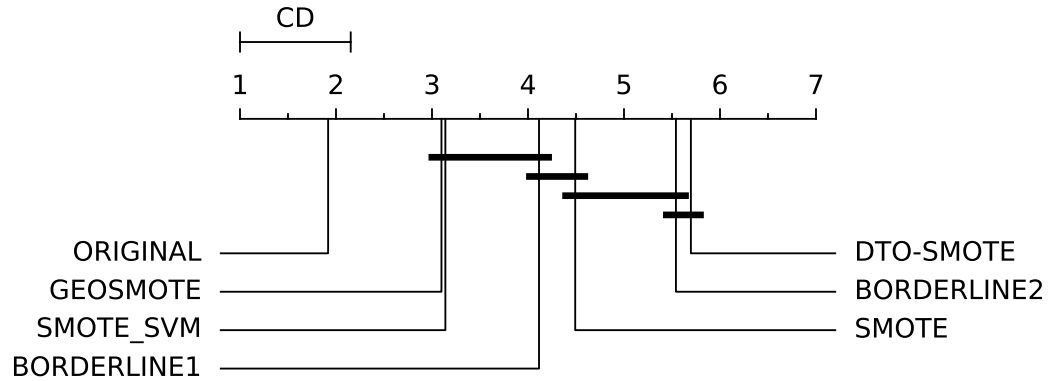 CD
1 2 3 4 5 6 7
ORIGINAL DTO-SMOTE
GEOSMOTE BORDERLINE2
SMOTE_SVM SMOTE
BORDERLINE1